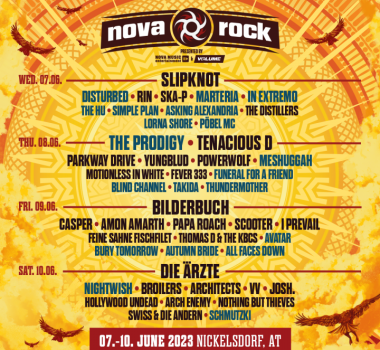 nova rock
PRESENTED BY
NOVA MUSIC entertainment & VOLUME
WED. 07.06.
SLIPKNOT
DISTURBED • RIN • SKA-P • MARTERIA • IN EXTREMO
THE HU • SIMPLE PLAN • ASKING ALEXANDRIA • THE DISTILLERS
LORNA SHORE • PÖBEL MC
THU. 08.06.
THE PRODIGY • TENACIOUS D
PARKWAY DRIVE • YUNGBLUD • POWERWOLF • MESHUGGAH
MOTIONLESS IN WHITE • FEVER 333 • FUNERAL FOR A FRIEND
BLIND CHANNEL • TAKIDA • THUNDERMOTHER
FRI. 09.06.
BILDERBUCH
CASPER • AMON AMARTH • PAPA ROACH • SCOOTER • I PREVAIL
FEINE SAHNE FISCHFILET • THOMAS D & THE KBCS • AVATAR
BURY TOMORROW • AUTUMN BRIDE • ALL FACES DOWN
SAT. 10.06.
DIE ÄRZTE
NIGHTWISH • BROILERS • ARCHITECTS • VV • JOSH.
HOLLYWOOD UNDEAD • ARCH ENEMY • NOTHING BUT THIEVES
SWISS & DIE ANDERN • SCHMUTZKI
07.-10. JUNE 2023 NICKELSDORF, AT